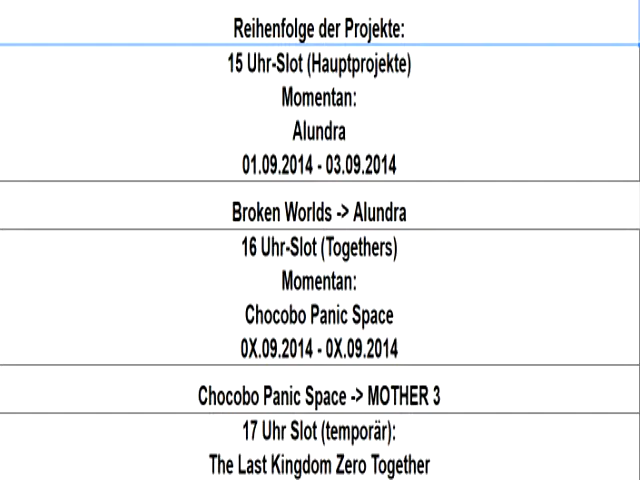 Reihenfolge der Projekte:
15 Uhr-Slot (Hauptprojekte)
Momentan:
Alundra
01.09.2014 - 03.09.2014
Broken Worlds -> Alundra
16 Uhr-Slot (Togethers)
Momentan:
Chocobo Panic Space
0X.09.2014 - 0X.09.2014
Chocobo Panic Space -> MOTHER 3
17 Uhr Slot (temporär):
The Last Kingdom Zero Together